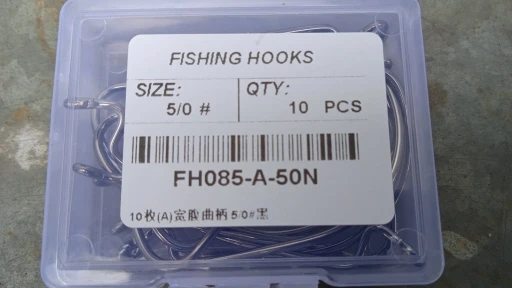 FISHING HOOKS
SIZE: QTY:
5/0 # 10 PCS
FH085-A-50N
10枚(A)宽腹曲柄5/0#黑